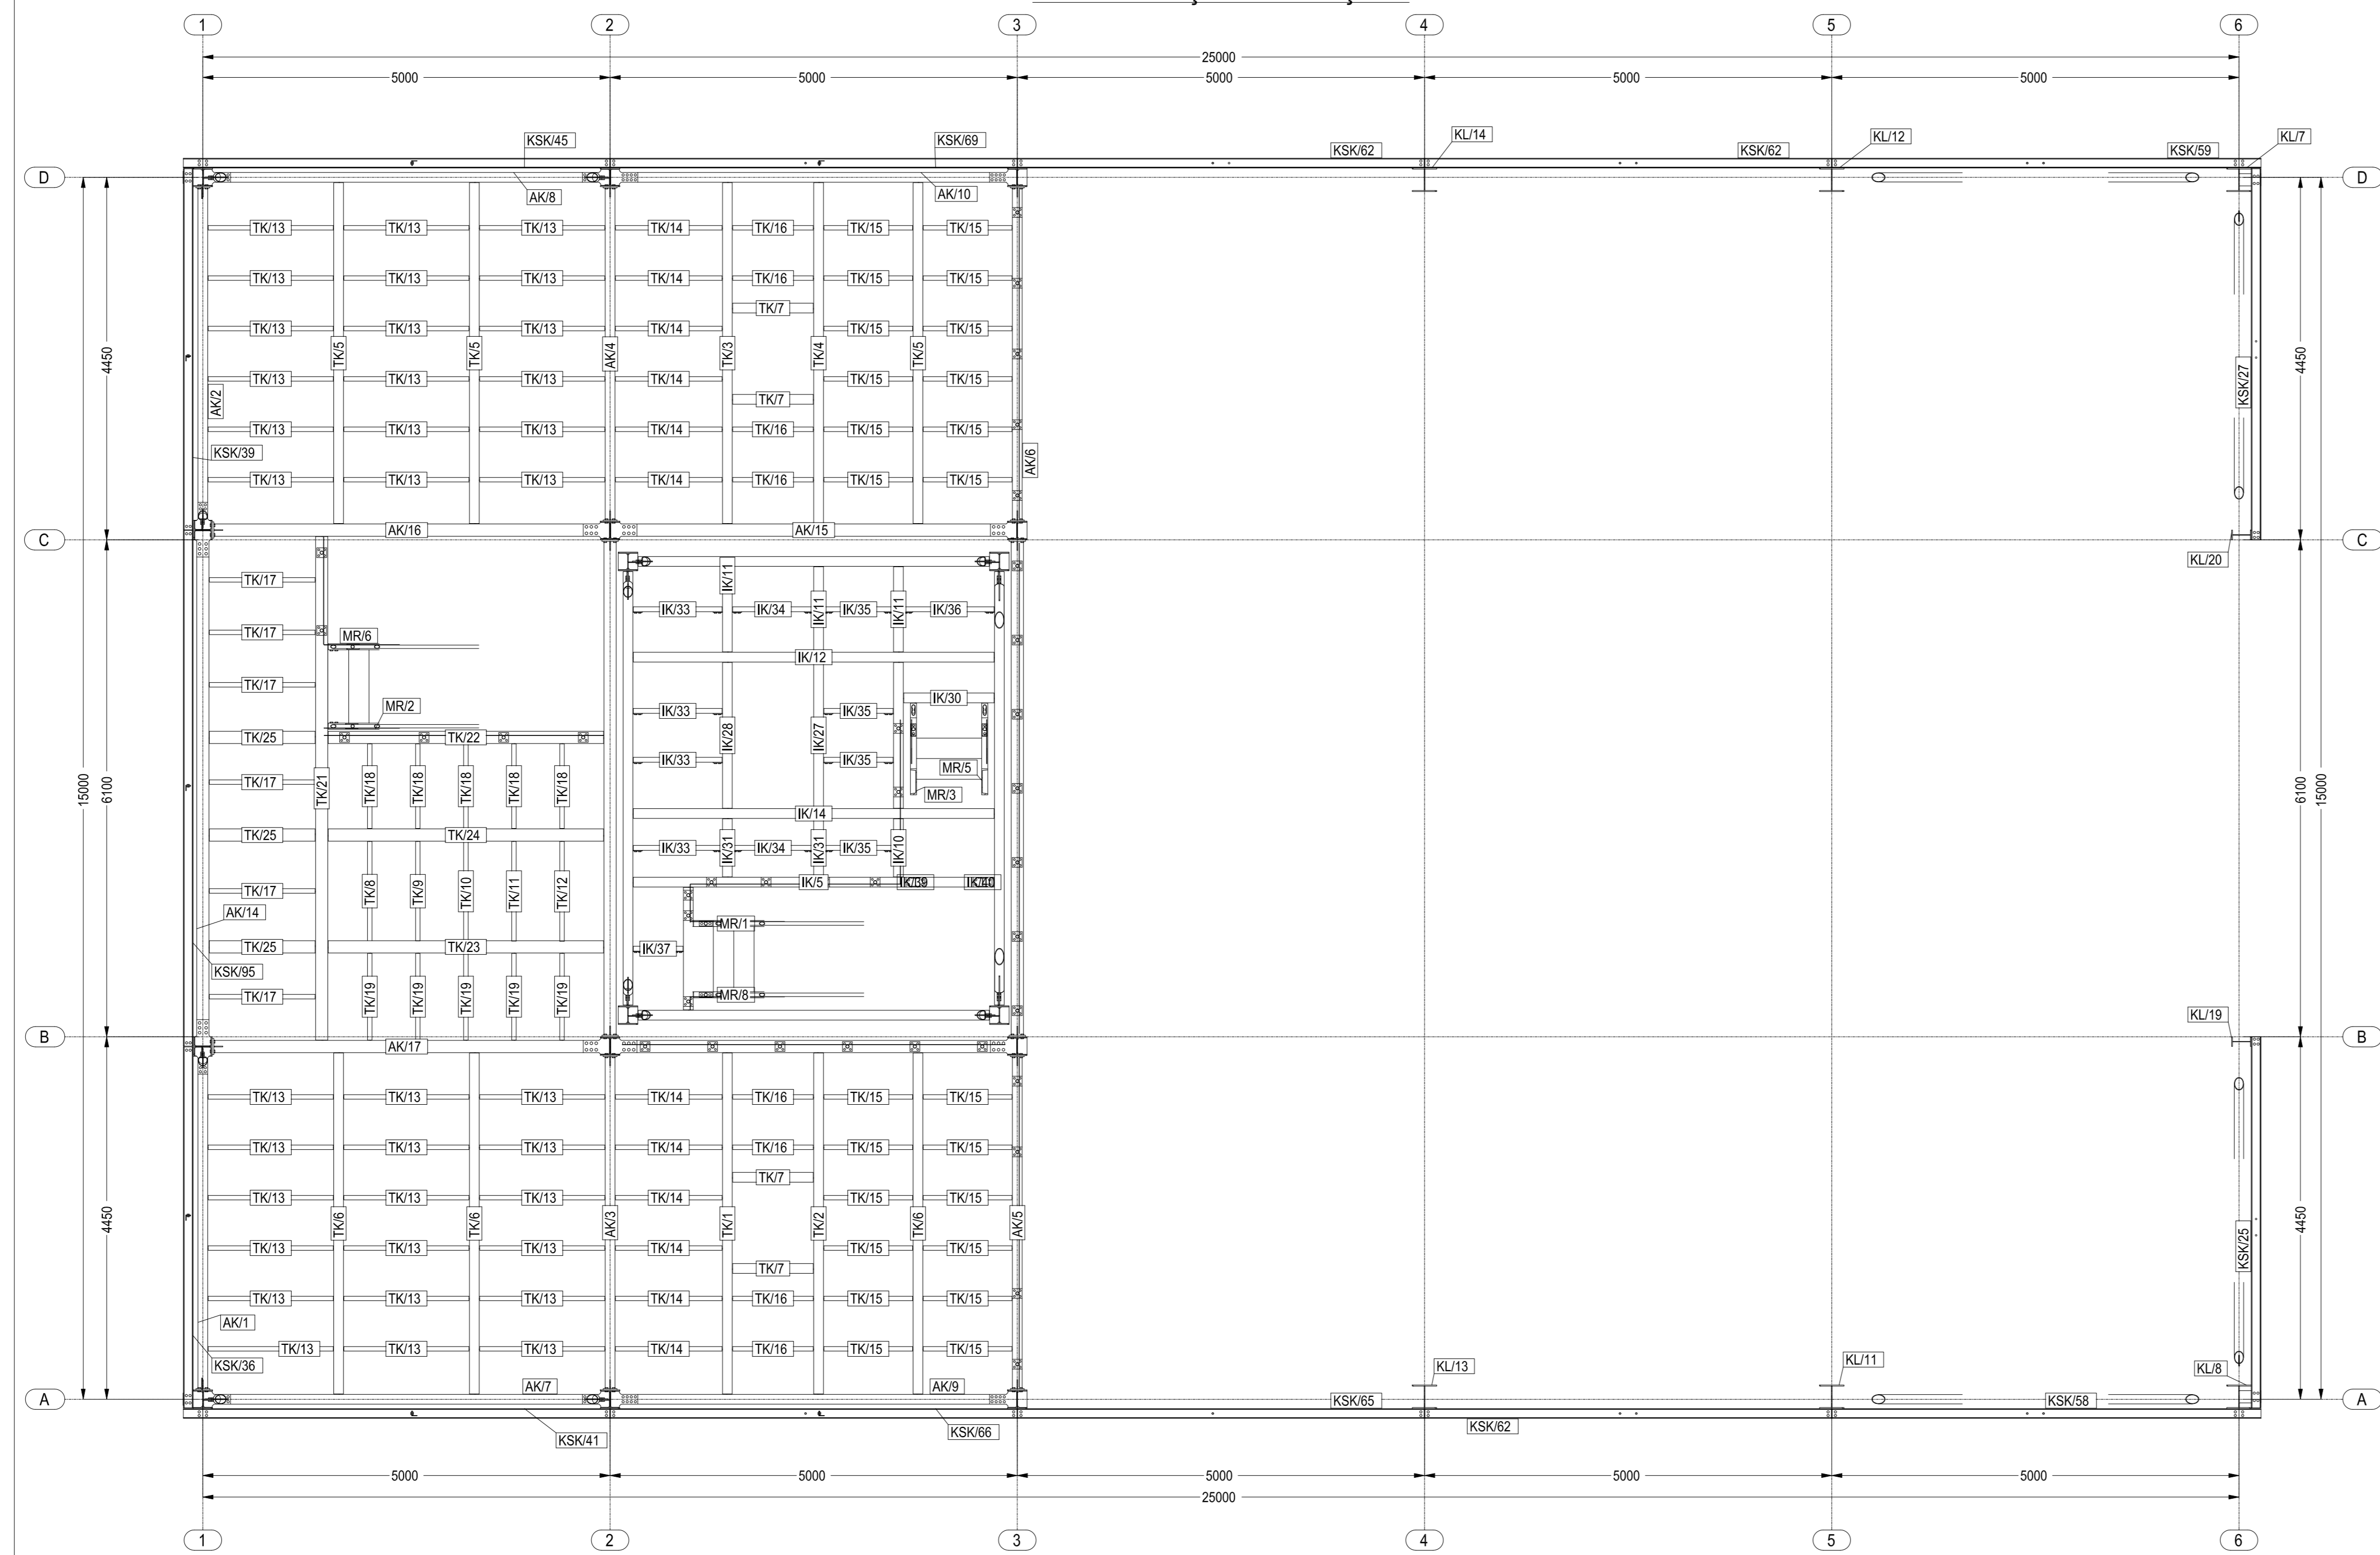 1 2 3 4 5 6
25000
5000 5000 5000 5000 5000
KSK/45 KSK/69 KSK/62 KL/14 KSK/62 KL/12 KSK/59 KL/7
D D
AK/8 AK/10
TK/13 TK/13 TK/13 TK/14 TK/16 TK/15 TK/15
TK/13 TK/13 TK/13 TK/14 TK/16 TK/15 TK/15
TK/7
TK/13 TK/13 TK/13 TK/14 TK/15 TK/15
4450 TK/5 TK/5 AK/4 TK/3 TK/4 TK/5 4450
TK/13 TK/13 TK/13 TK/14 TK/15 TK/15
AK/2 TK/7 KSK/27
TK/13 TK/13 TK/13 TK/14 TK/16 TK/15 TK/15
KSK/39 AK/6
TK/13 TK/13 TK/13 TK/14 TK/16 TK/15 TK/15
AK/16 AK/15
C C
KL/20
TK/17 IK/11
IK/33 IK/34 IK/11 IK/35 IK/11 IK/36
TK/17 MR/6
IK/12
TK/17 IK/30
MR/2 IK/33 IK/35
TK/25 TK/22 IK/28 IK/27
IK/33 IK/35 MR/5
TK/17 TK/21 TK/18 TK/18 TK/18 TK/18 TK/18 MR/3
15000 6100 6100 15000
IK/14
TK/25 TK/24
IK/33 IK/31 IK/34 IK/31 IK/35 IK/10
TK/17 TK/8 TK/9 TK/10 TK/11 TK/12 IK/5 IK/39 IK/40
AK/14 MR/1
TK/25 TK/23 IK/37
KSK/95
TK/17 TK/19 TK/19 TK/19 TK/19 TK/19 MR/8
KL/19
B B
AK/17
TK/13 TK/13 TK/13 TK/14 TK/16 TK/15 TK/15
TK/13 TK/13 TK/13 TK/14 TK/16 TK/15 TK/15
TK/7
TK/13 TK/13 TK/13 TK/14 TK/15 TK/15
4450 TK/6 TK/6 AK/3 TK/1 TK/2 TK/6 AK/5 4450
TK/13 TK/13 TK/13 TK/14 TK/15 TK/15 KSK/25
TK/7
TK/13 TK/13 TK/13 TK/14 TK/16 TK/15 TK/15
AK/1
TK/13 TK/13 TK/13 TK/14 TK/16 TK/15 TK/15
KSK/36 KL/13 KL/11 KL/8
AK/7 AK/9
A KSK/65 KSK/58 A
KSK/41 KSK/66 KSK/62
5000 5000 5000 5000 5000
25000
1 2 3 4 5 6